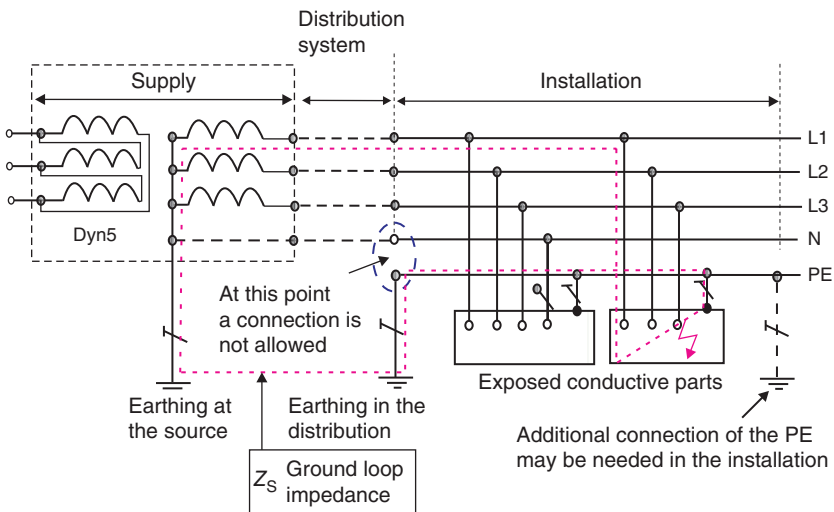 Distribution
system
Supply
Installation
L1
L2
L3
Dyn5
N
PE
At this point
a connection is
not allowed
Exposed conductive parts
Earthing at
the source
Earthing in the
distribution
Additional connection of the PE
may be needed in the installation
ZS Ground loop
impedance